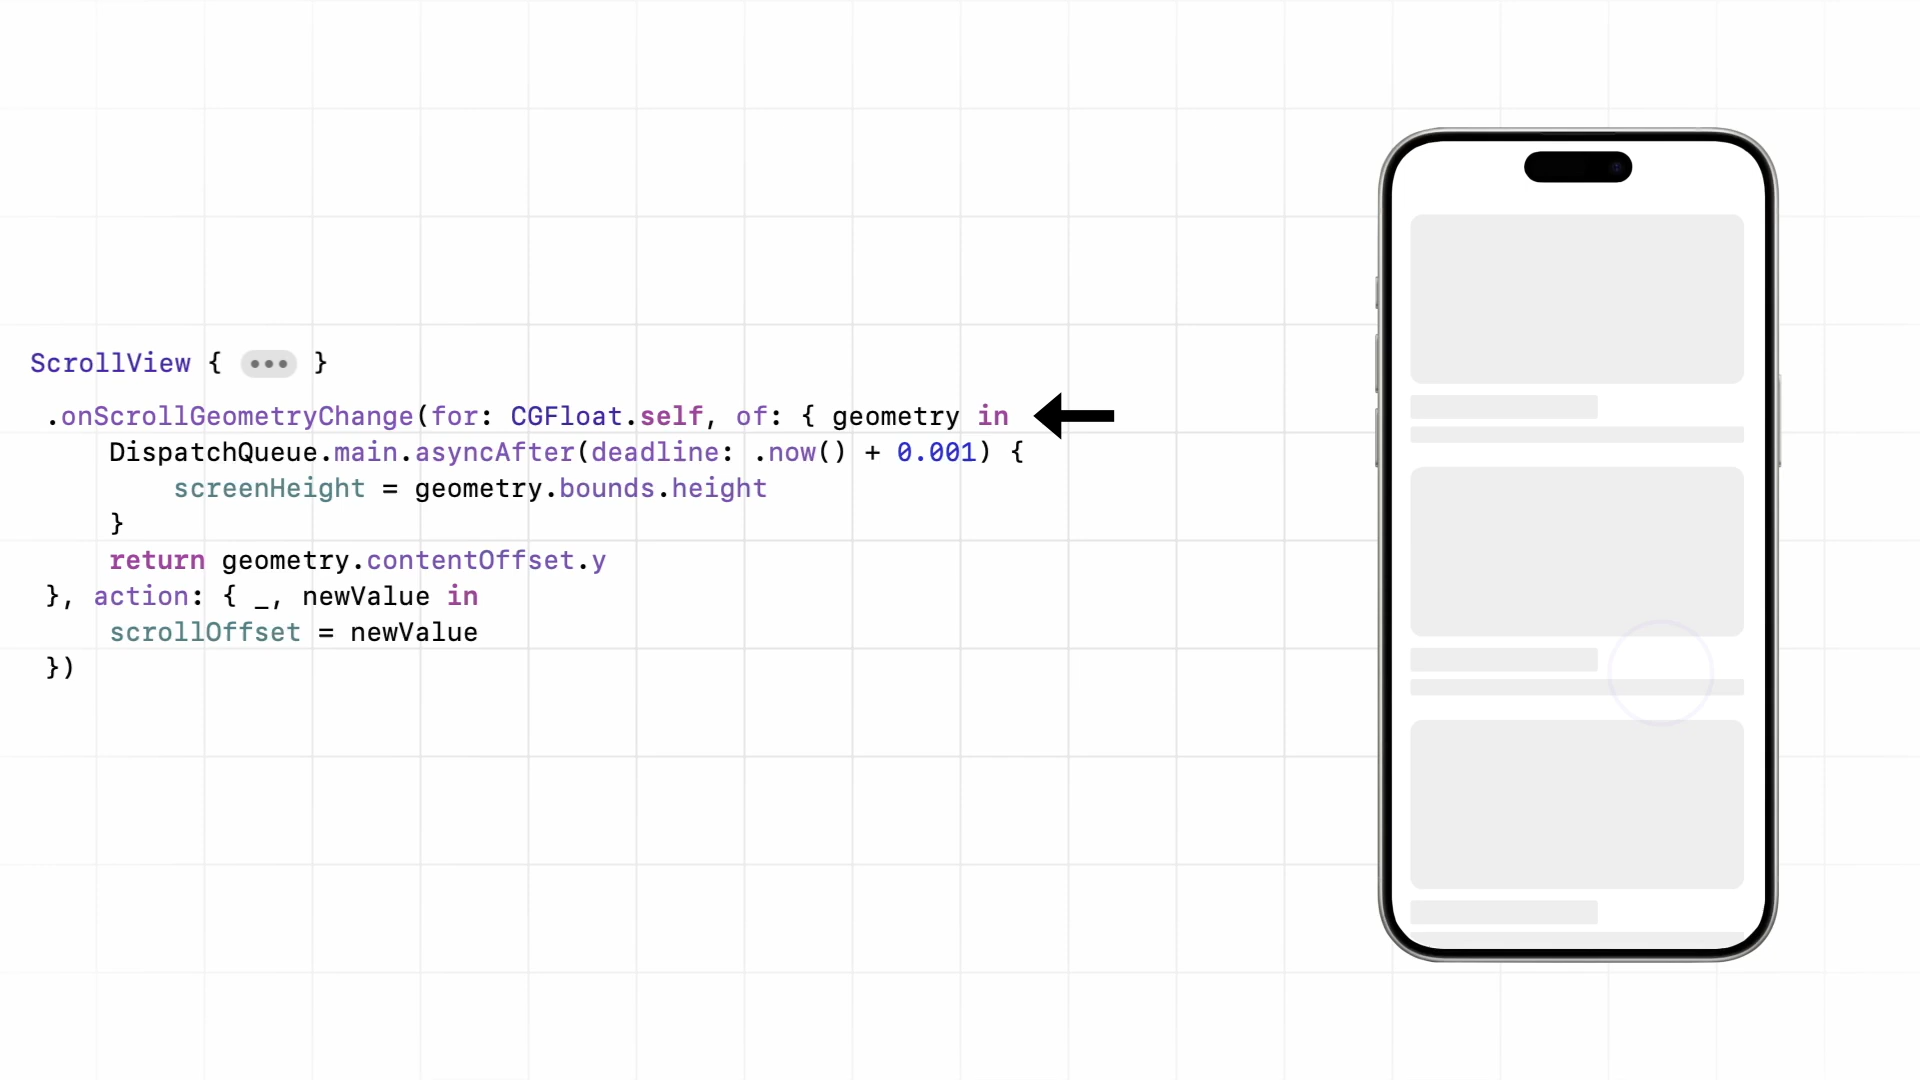 ScrollView { ••• }
.onScrollGeometryChange(for: CGFloat.self, of: { geometry in
DispatchQueue.main.asyncAfter(deadline: .now() + 0.001) {
screenHeight = geometry.bounds.height
}
return geometry.contentOffset.y
}, action: { _, newValue in
scrollOffset = newValue
})